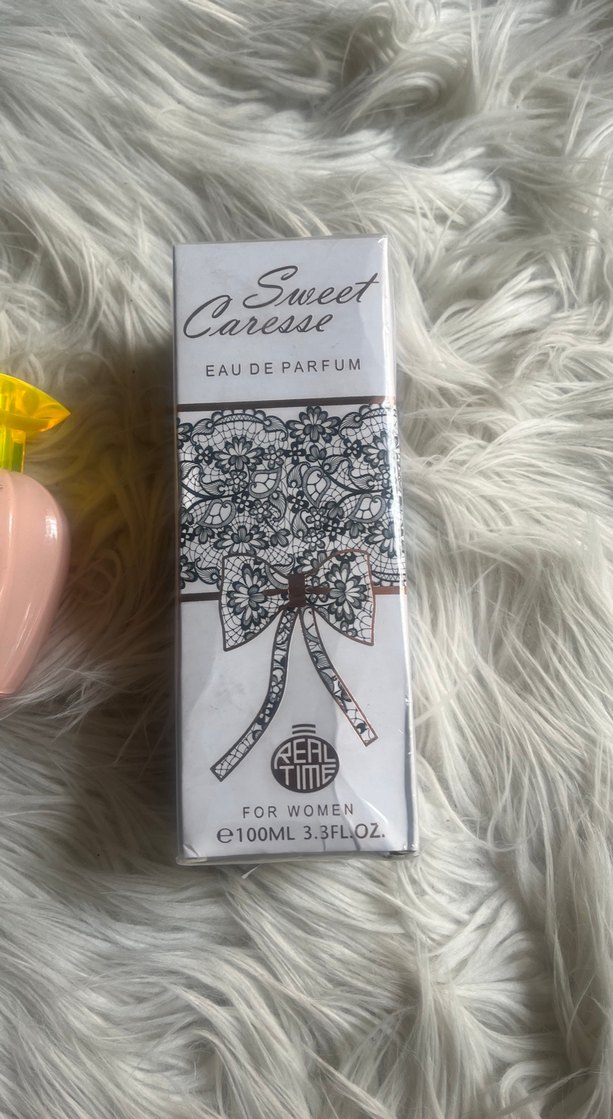 Sweet
Caresse
EAU DE PARFUM
REAL
TIME
FOR WOMEN
℮100ML 3.3FL.OZ.